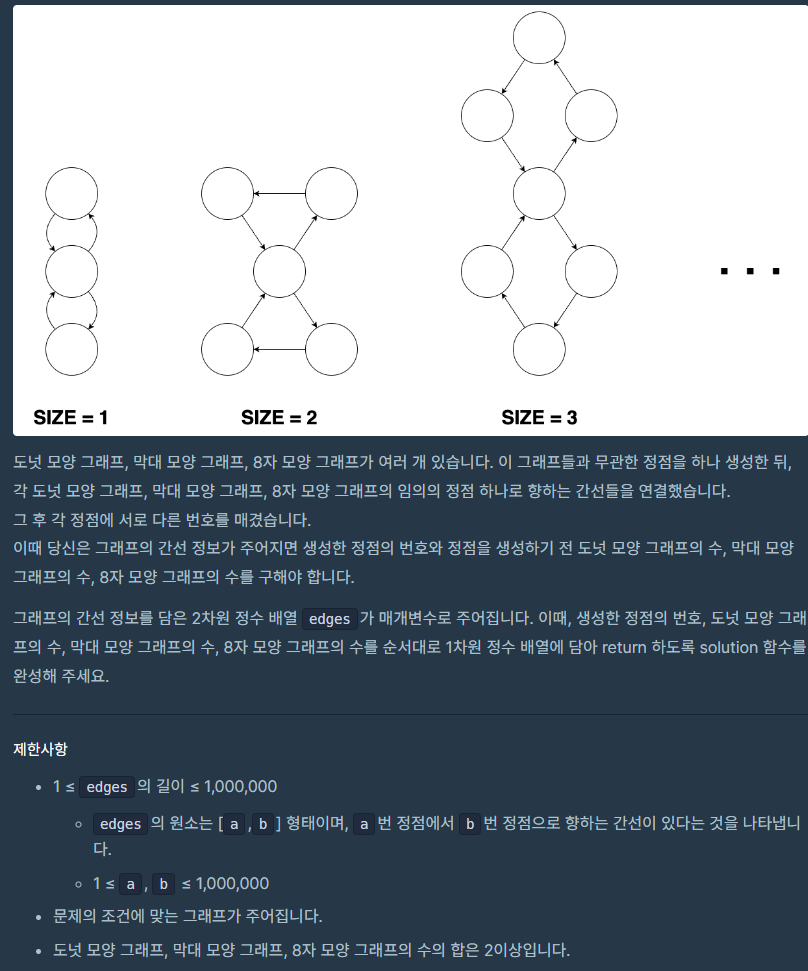 SIZE = 1 SIZE = 2 SIZE = 3
도넛 모양 그래프, 막대 모양 그래프, 8자 모양 그래프가 여러 개 있습니다. 이 그래프들과 무관한 정점을 하나 생성한 뒤,
각 도넛 모양 그래프, 막대 모양 그래프, 8자 모양 그래프의 임의의 정점 하나로 향하는 간선들을 연결했습니다.
그 후 각 정점에 서로 다른 번호를 매겼습니다.
이때 당신은 그래프의 간선 정보가 주어지면 생성한 정점의 번호와 정점을 생성하기 전 도넛 모양 그래프의 수, 막대 모양
그래프의 수, 8자 모양 그래프의 수를 구해야 합니다.
그래프의 간선 정보를 담은 2차원 정수 배열 edges 가 매개변수로 주어집니다. 이때, 생성한 정점의 번호, 도넛 모양 그래
프의 수, 막대 모양 그래프의 수, 8자 모양 그래프의 수를 순서대로 1차원 정수 배열에 담아 return 하도록 solution 함수를
완성해 주세요.
제한사항
• 1 ≤ edges 의 길이 ≤ 1,000,000
◦ edges 의 원소는 [ a , b ] 형태이며, a 번 정점에서 b 번 정점으로 향하는 간선이 있다는 것을 나타냅니
다.
◦ 1 ≤ a , b ≤ 1,000,000
• 문제의 조건에 맞는 그래프가 주어집니다.
• 도넛 모양 그래프, 막대 모양 그래프, 8자 모양 그래프의 수의 합은 2이상입니다.